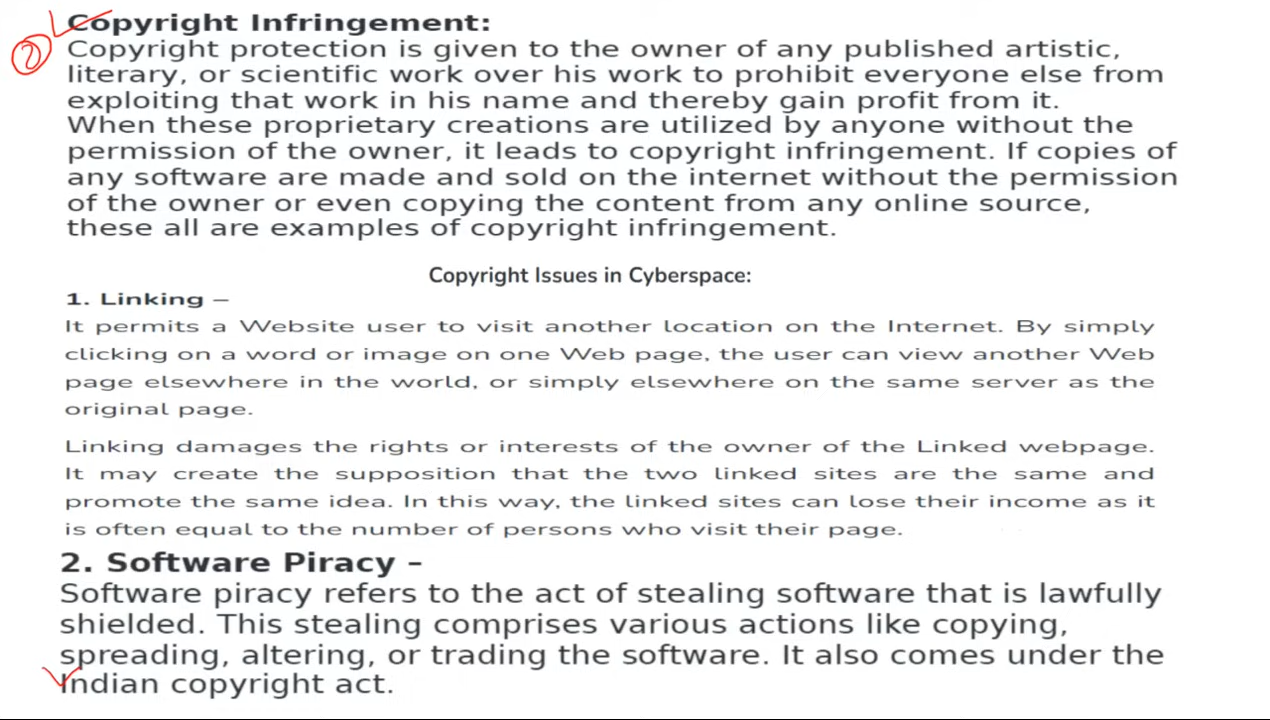 Copyright Infringement:
2
Copyright protection is given to the owner of any published artistic,
literary, or scientific work over his work to prohibit everyone else from
exploiting that work in his name and thereby gain profit from it.
When these proprietary creations are utilized by anyone without the
permission of the owner, it leads to copyright infringement. If copies of
any software are made and sold on the internet without the permission
of the owner or even copying the content from any online source,
these all are examples of copyright infringement.
Copyright Issues in Cyberspace:
1. Linking –
It permits a Website user to visit another location on the Internet. By simply
clicking on a word or image on one Web page, the user can view another Web
page elsewhere in the world, or simply elsewhere on the same server as the
original page.
Linking damages the rights or interests of the owner of the Linked webpage.
It may create the supposition that the two linked sites are the same and
promote the same idea. In this way, the linked sites can lose their income as it
is often equal to the number of persons who visit their page.
2. Software Piracy –
Software piracy refers to the act of stealing software that is lawfully
shielded. This stealing comprises various actions like copying,
spreading, altering, or trading the software. It also comes under the
Indian copyright act.